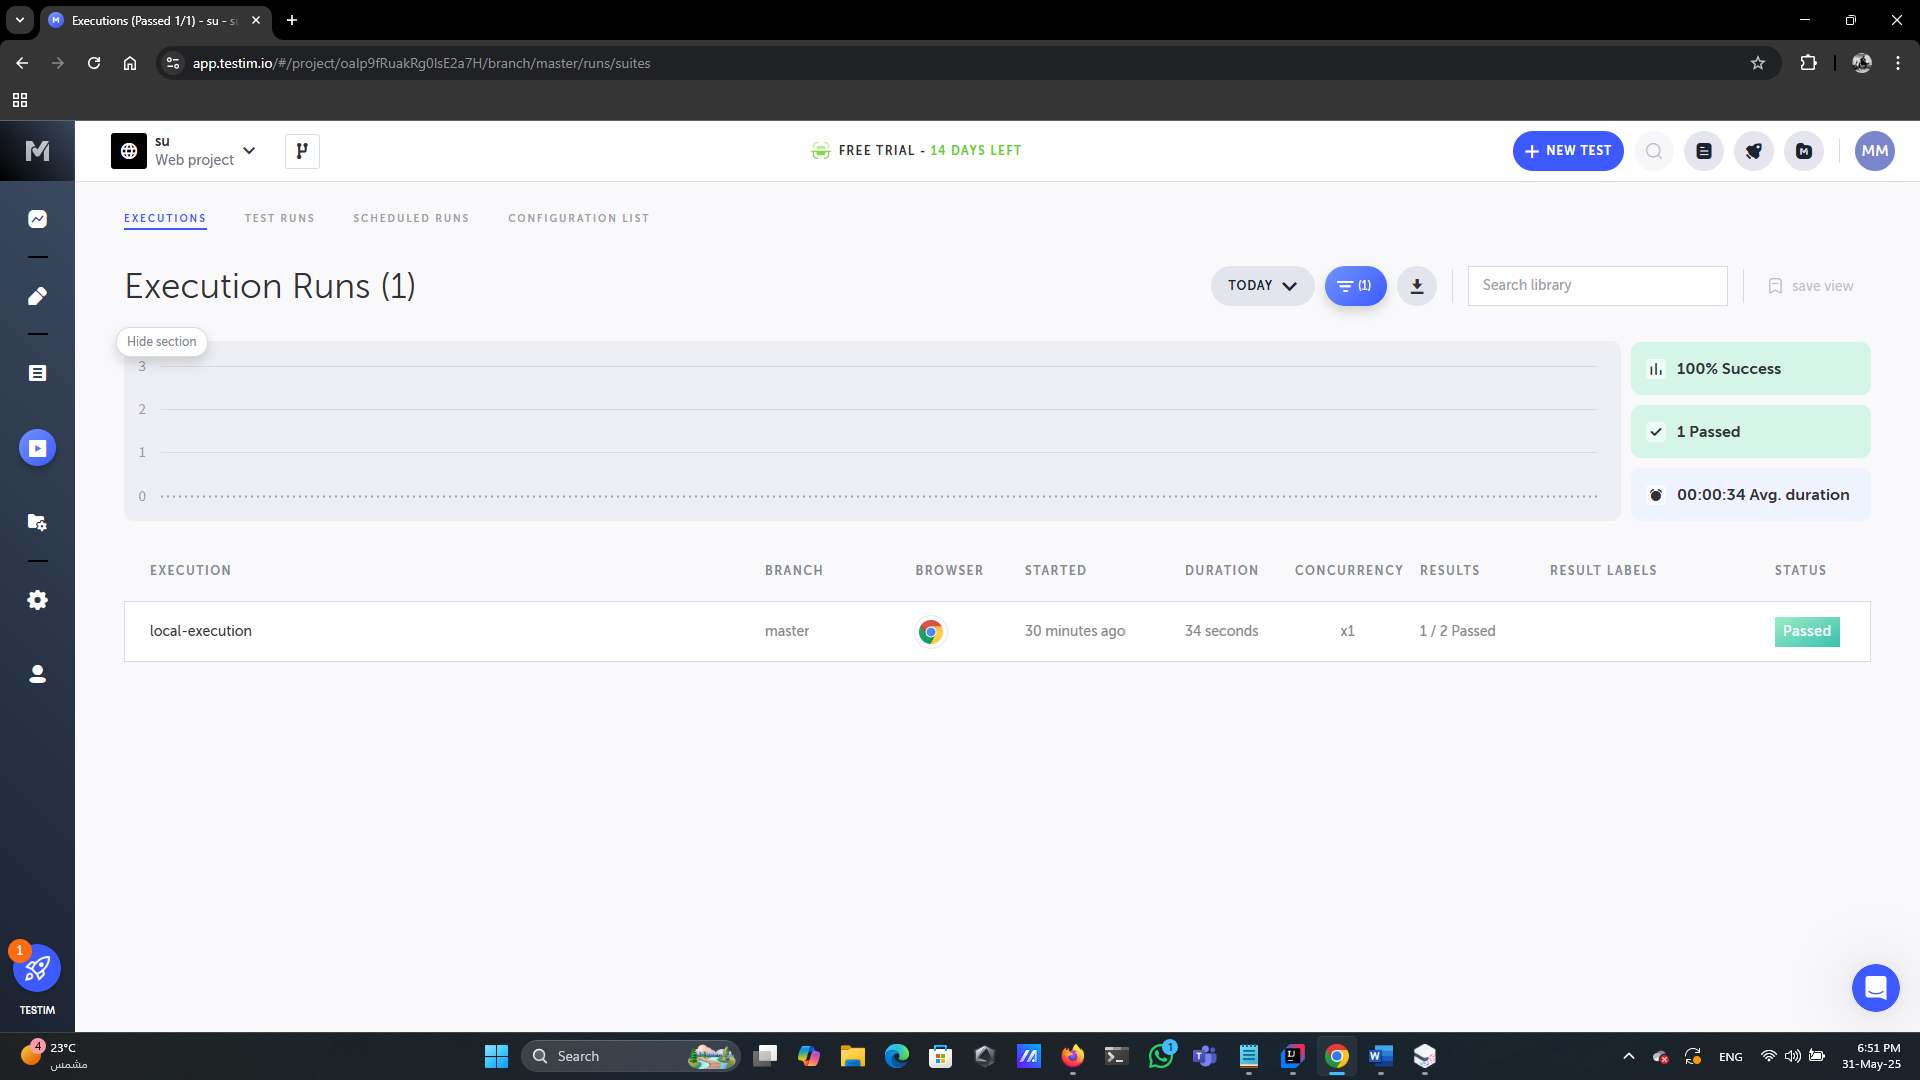 Executions (Passed 1/1) - su - s
app.testim.io/#/project/oalp9fRuakRg0lsE2a7H/branch/master/runs/suites
su
Web project
FREE TRIAL - 14 DAYS LEFT
NEW TEST
MM
EXECUTIONS
TEST RUNS
SCHEDULED RUNS
CONFIGURATION LIST
Execution Runs (1)
TODAY
(1)
Search library
save view
Hide section
3
2
1
0
100% Success
1 Passed
00:00:34 Avg. duration
EXECUTION BRANCH BROWSER STARTED DURATION CONCURRENCY RESULTS RESULT LABELS STATUS
local-execution master 30 minutes ago 34 seconds x1 1 / 2 Passed Passed
1
TESTIM
4
23°C
مشمس
Search
1
ENG
6:51 PM
31-May-25